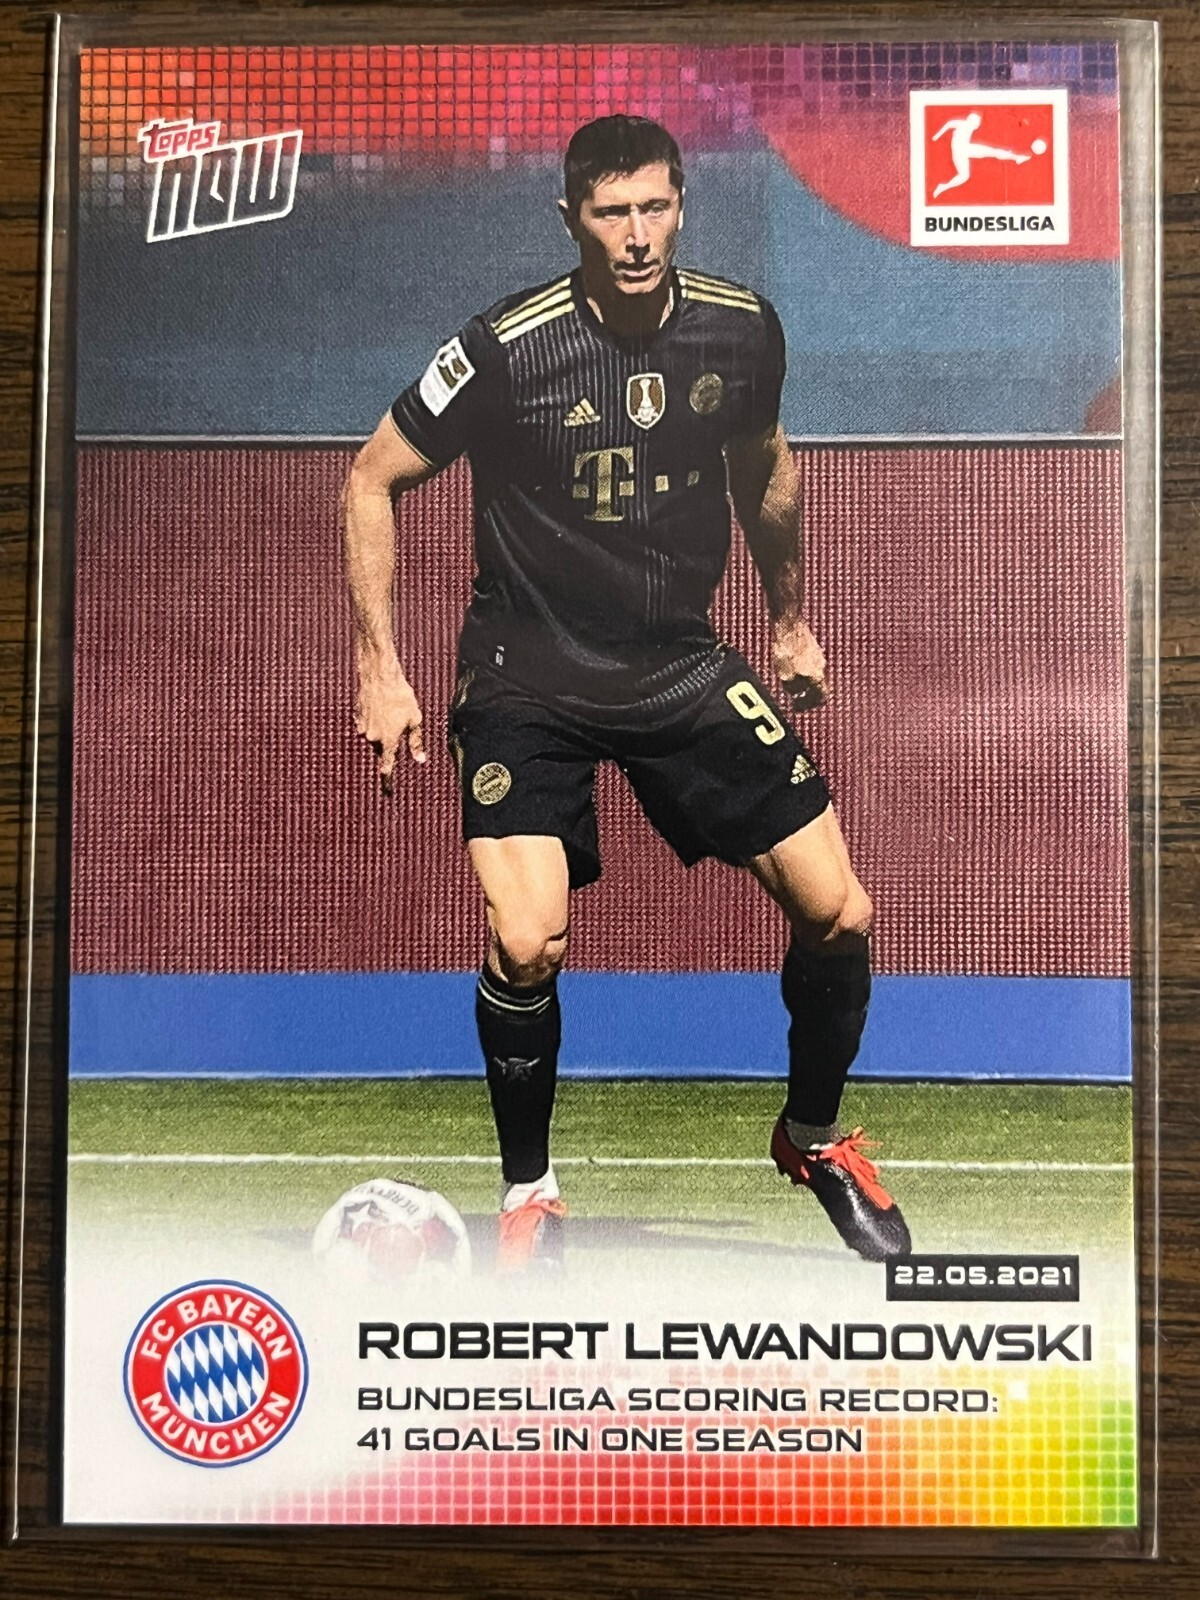 topps
NOW
BUNDESLIGA
T
9
22.05.2021
FC BAYERN
MÜNCHEN
ROBERT LEWANDOWSKI
BUNDESLIGA SCORING RECORD:
41 GOALS IN ONE SEASON